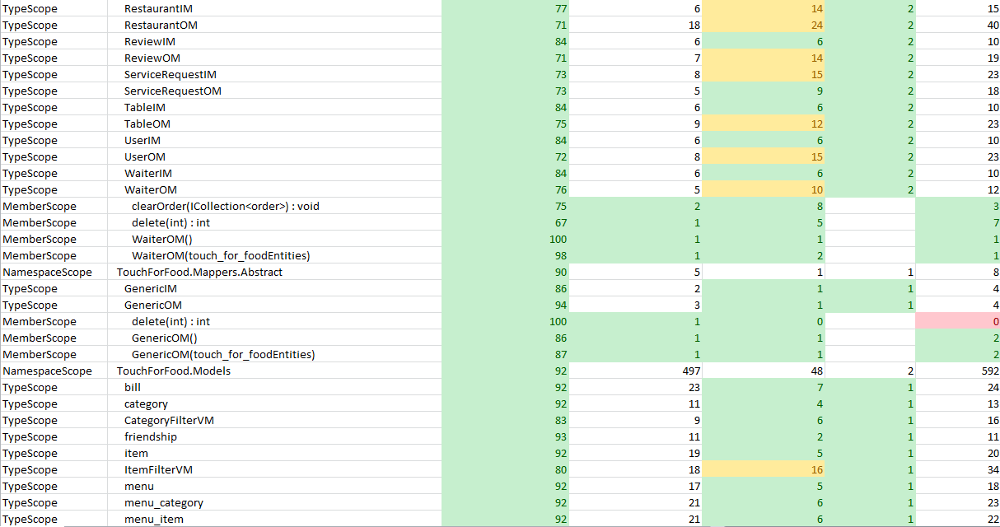 TypeScope RestaurantIM 77 6 14 2 15
TypeScope RestaurantOM 71 18 24 2 40
TypeScope ReviewIM 84 6 6 2 10
TypeScope ReviewOM 71 7 14 2 19
TypeScope ServiceRequestIM 73 8 15 2 23
TypeScope ServiceRequestOM 73 5 9 2 18
TypeScope TableIM 84 6 6 2 10
TypeScope TableOM 75 9 12 2 23
TypeScope UserIM 84 6 6 2 10
TypeScope UserOM 72 8 15 2 23
TypeScope WaiterIM 84 6 6 2 10
TypeScope WaiterOM 76 5 10 2 12
MemberScope clearOrder(ICollection<order>) : void 75 2 8 3
MemberScope delete(int) : int 67 1 5 7
MemberScope WaiterOM() 100 1 1 1
MemberScope WaiterOM(touch_for_foodEntities) 98 1 2 1
NamespaceScope TouchForFood.Mappers.Abstract 90 5 1 1 8
TypeScope GenericIM 86 2 1 1 4
TypeScope GenericOM 94 3 1 1 4
MemberScope delete(int) : int 100 1 0 0
MemberScope GenericOM() 86 1 1 2
MemberScope GenericOM(touch_for_foodEntities) 87 1 1 2
NamespaceScope TouchForFood.Models 92 497 48 2 592
TypeScope bill 92 23 7 1 24
TypeScope category 92 11 4 1 13
TypeScope CategoryFilterVM 83 9 6 1 16
TypeScope friendship 93 11 2 1 11
TypeScope item 92 19 5 1 20
TypeScope ItemFilterVM 80 18 16 1 34
TypeScope menu 92 17 5 1 18
TypeScope menu_category 92 21 6 1 23
TypeScope menu_item 92 21 6 1 22